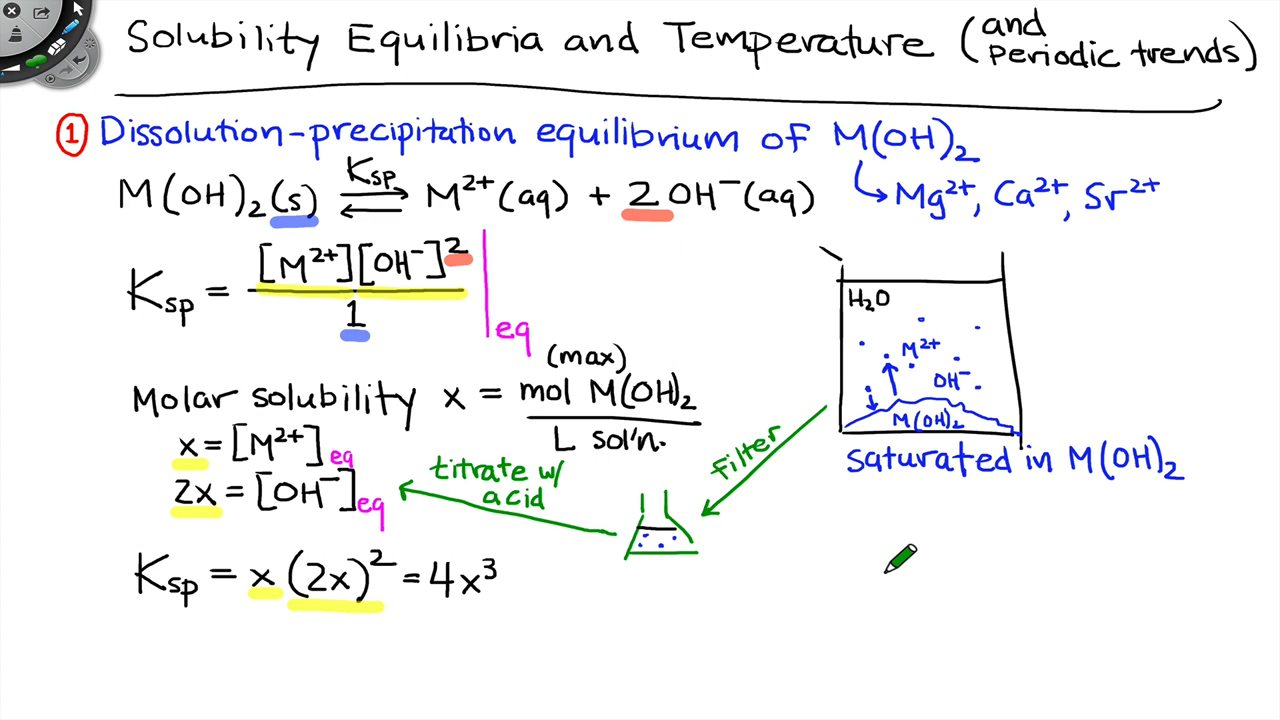 Solubility Equilibria and Temperature (and periodic trends)
① Dissolution-precipitation equilibrium of M(OH)₂
↳ Mg²⁺, Ca²⁺, Sr²⁺
M(OH)₂(s) ⇌ M²⁺(aq) + 2OH⁻(aq)
Ksp
Ksp = [M²⁺][OH⁻]² / 1 | eq
Molar solubility x = (max) mol M(OH)₂ / L sol'n.
x = [M²⁺]eq
2x = [OH⁻]eq
titrate w/
acid
Filter
Ksp = x(2x)² = 4x³
H₂O
M²⁺
OH⁻
M(OH)₂
saturated in M(OH)₂